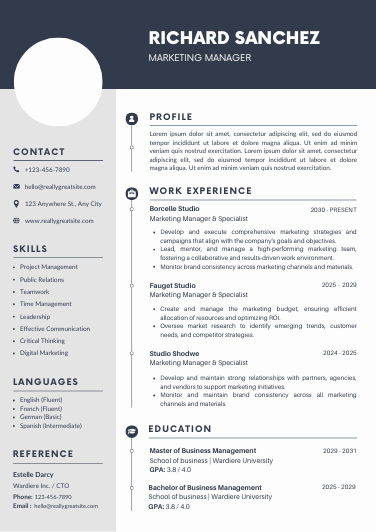 RICHARD SANCHEZ
MARKETING MANAGER
CONTACT
+123-456-7890
hello@reallygreatsite.com
123 Anywhere St., Any City
www.reallygreatsite.com
SKILLS
• Project Management
• Public Relations
• Teamwork
• Time Management
• Leadership
• Effective Communication
• Critical Thinking
• Digital Marketing
LANGUAGES
• English (Fluent)
• French (Fluent)
• German (Basic)
• Spanish (Intermediate)
REFERENCE
Estelle Darcy
Wardiere Inc. / CTO
Phone: 123-456-7890
Email : hello@reallygreatsite.com
PROFILE
Lorem ipsum dolor sit amet, consectetur adipiscing elit, sed do eiusmod
tempor incididunt ut labore et dolore magna aliqua. Ut enim ad minim
veniam quis nostrud exercitation. Lorem ipsum dolor sit amet, consectetur
adipiscing elit, sed do eiusmod tempor incididunt ut labore et dolore magna
aliqua. Ut enim ad minim veniam quis nostrud exercitation.
WORK EXPERIENCE
Borcelle Studio 2030 - PRESENT
Marketing Manager & Specialist
• Develop and execute comprehensive marketing strategies and
campaigns that align with the company's goals and objectives.
• Lead, mentor, and manage a high-performing marketing team,
fostering a collaborative and results-driven work environment.
• Monitor brand consistency across marketing channels and materials.
Fauget Studio 2025 - 2029
Marketing Manager & Specialist
• Create and manage the marketing budget, ensuring efficient
allocation of resources and optimizing ROI.
• Oversee market research to identify emerging trends, customer
needs, and competitor strategies.
Studio Shodwe 2024 - 2025
Marketing Manager & Specialist
• Develop and maintain strong relationships with partners, agencies,
and vendors to support marketing initiatives.
• Monitor and maintain brand consistency across all marketing
channels and materials.
EDUCATION
Master of Business Management 2029 - 2031
School of business | Wardiere University
GPA: 3.8 / 4.0
Bachelor of Business Management 2025 - 2029
School of business | Wardiere University
GPA: 3.8 / 4.0